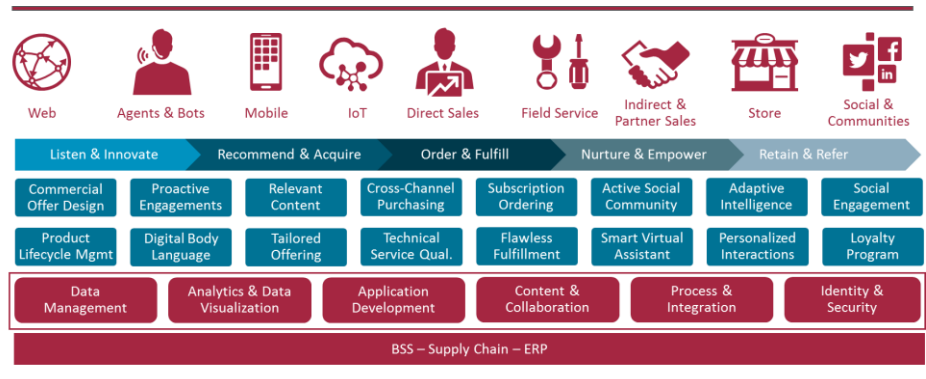 Web
Agents & Bots
Mobile
IoT
Direct Sales
Field Service
Indirect &
Partner Sales
Store
Social &
Communities
in
Listen & Innovate
Recommend & Acquire
Order & Fulfill
Nurture & Empower
Retain & Refer
Commercial
Offer Design
Proactive
Engagements
Relevant
Content
Cross-Channel
Purchasing
Subscription
Ordering
Active Social
Community
Adaptive
Intelligence
Social
Engagement
Product
Lifecycle Mgmt
Digital Body
Language
Tailored
Offering
Technical
Service Qual.
Flawless
Fulfillment
Smart Virtual
Assistant
Personalized
Interactions
Loyalty
Program
Data
Management
Analytics & Data
Visualization
Application
Development
Content &
Collaboration
Process &
Integration
Identity &
Security
BSS – Supply Chain – ERP